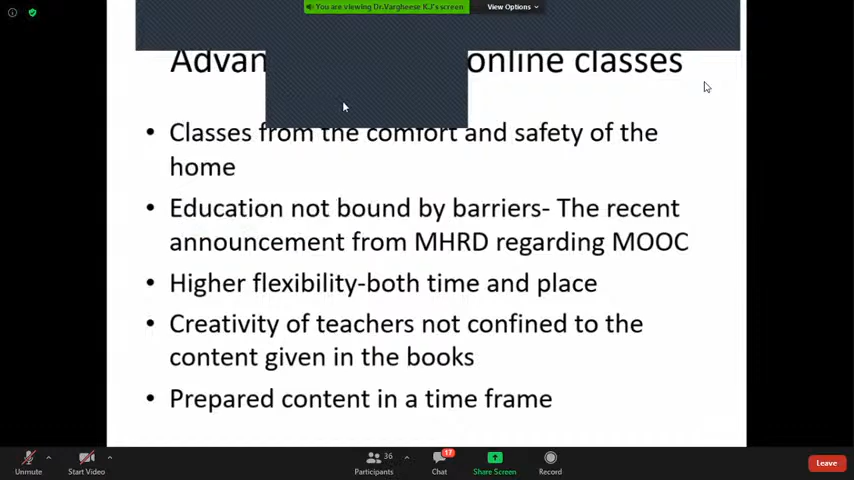 You are viewing Dr.Vargheese K.J's screen
View Options
online classes
• Classes from the comfort and safety of the
home
• Education not bound by barriers- The recent
announcement from MHRD regarding MOOC
• Higher flexibility-both time and place
• Creativity of teachers not confined to the
content given in the books
• Prepared content in a time frame
36
17
Unmute
Start Video
Participants
Chat
Share Screen
Record
Leave